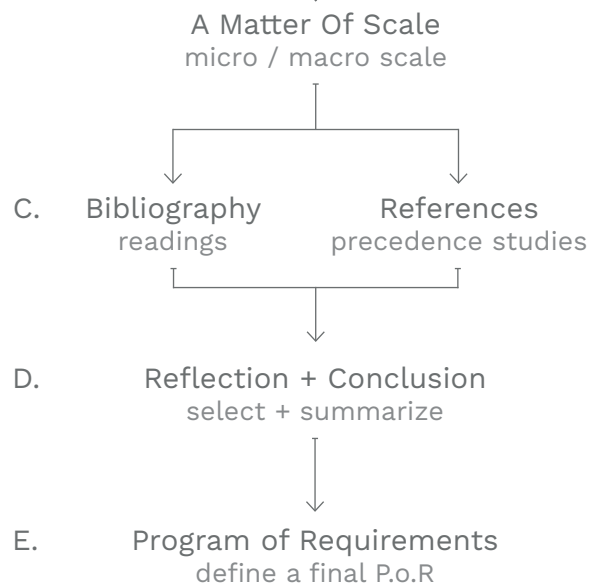 A Matter Of Scale
micro / macro scale
C. Bibliography References
readings precedence studies
D. Reflection + Conclusion
select + summarize
E. Program of Requirements
define a final P.o.R